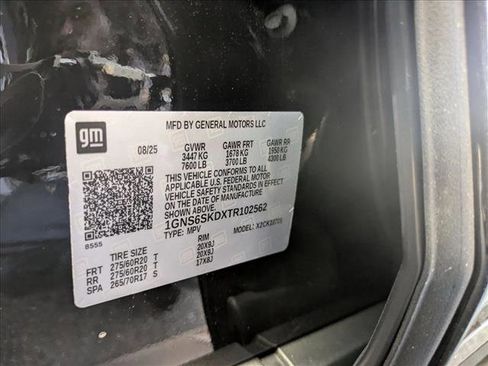 gm
MFD BY GENERAL MOTORS LLC
08/25 GVWR GAWR FRT GAWR RR
3447 KG 1678 KG 1950 KG
7600 LB 3700 LB 4300 LB
THIS VEHICLE CONFORMS TO ALL
APPLICABLE U.S. FEDERAL MOTOR
VEHICLE SAFETY STANDARDS IN EFFECT
ON THE DATE OF MANUFACTURE
SHOWN ABOVE.
1GNS6SKDXTR102562
TYPE: MPV MODEL:
8555
TIRE SIZE RIM
FRT 275/60R20 T 20X9J
RR 275/60R20 T 20X9J
SPA 265/70R17 S 17X8J